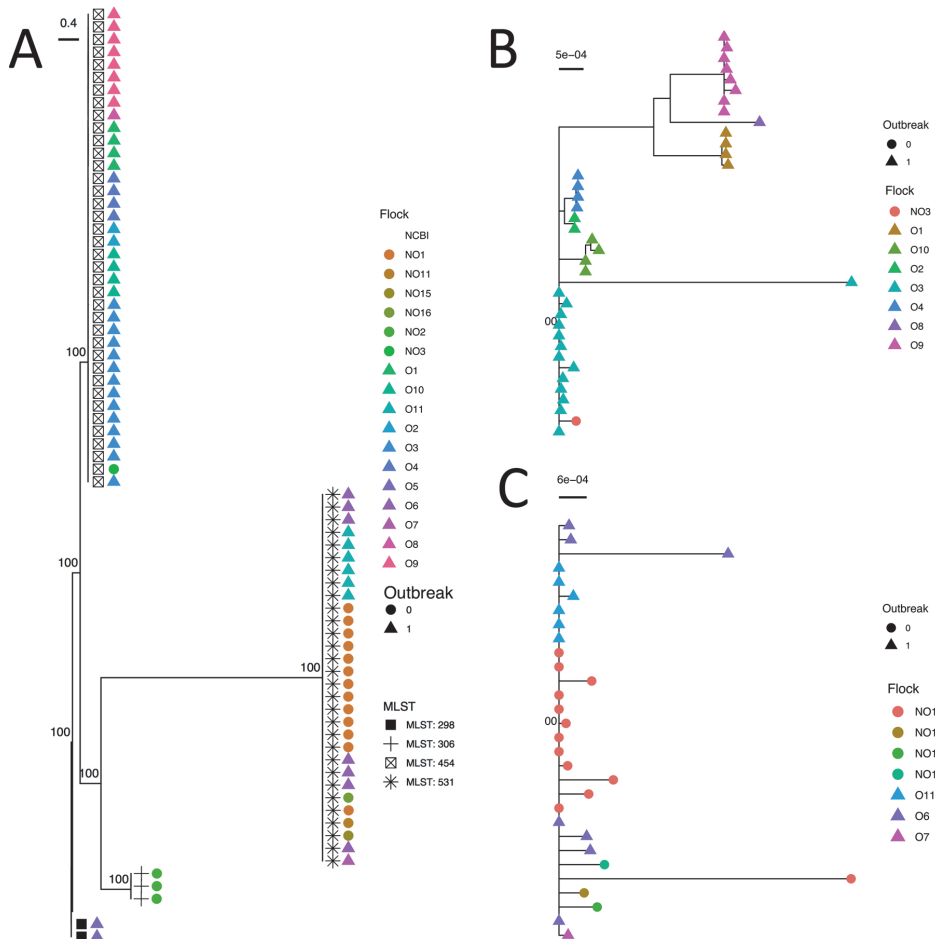 A
0.4
100
100
100
100
100
100
Flock
NCBI
NO1
NO11
NO15
NO16
NO2
NO3
O1
O10
O11
O2
O3
O4
O5
O6
O7
O8
O9
Outbreak
0
1
MLST
MLST: 298
MLST: 306
MLST: 454
MLST: 531
B
5e−04
00
Outbreak
0
1
Flock
NO3
O1
O10
O2
O3
O4
O8
O9
C
6e−04
00
Outbreak
0
1
Flock
NO1
NO1
NO1
NO1
O11
O6
O7